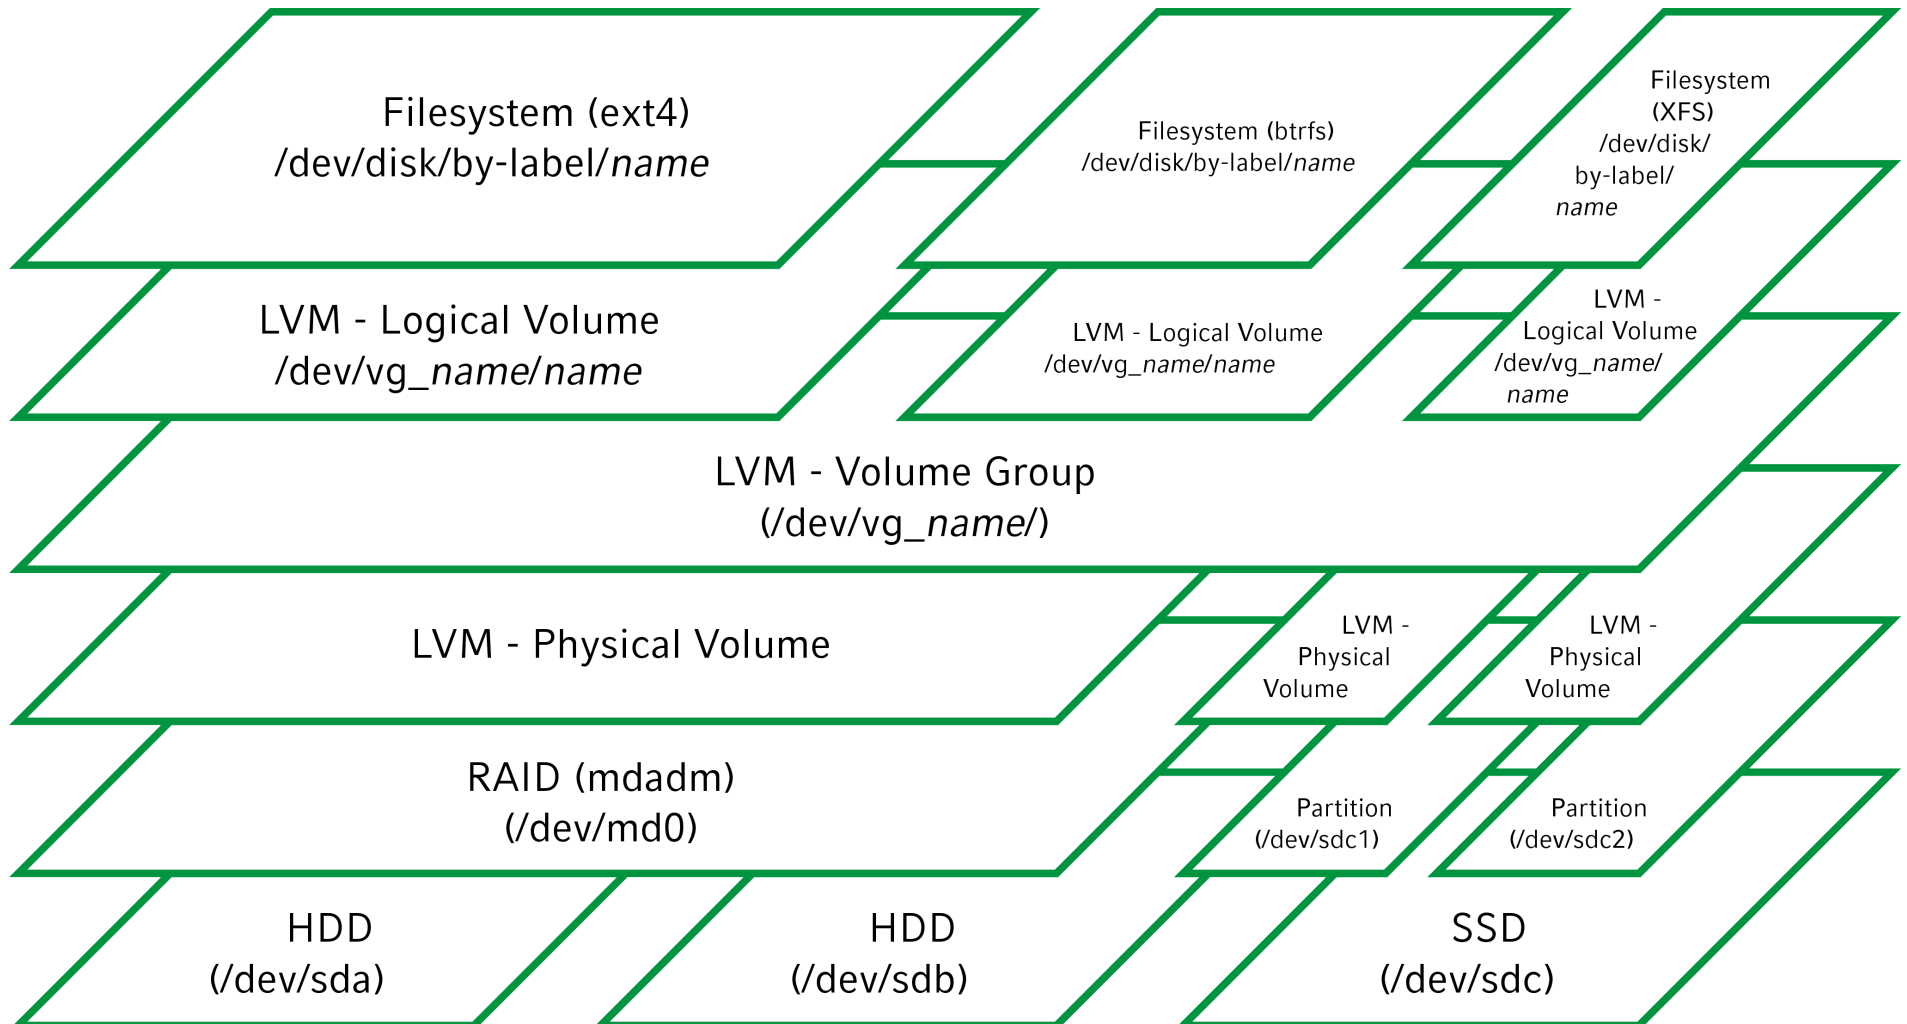 Filesystem (ext4)
/dev/disk/by-label/name
Filesystem (btrfs)
/dev/disk/by-label/name
Filesystem
(XFS)
/dev/disk/
by-label/
name
LVM - Logical Volume
/dev/vg_name/name
LVM - Logical Volume
/dev/vg_name/name
LVM -
Logical Volume
/dev/vg_name/
name
LVM - Volume Group
(/dev/vg_name/)
LVM - Physical Volume
LVM -
Physical
Volume
LVM -
Physical
Volume
RAID (mdadm)
(/dev/md0)
Partition
(/dev/sdc1)
Partition
(/dev/sdc2)
HDD
(/dev/sda)
HDD
(/dev/sdb)
SSD
(/dev/sdc)